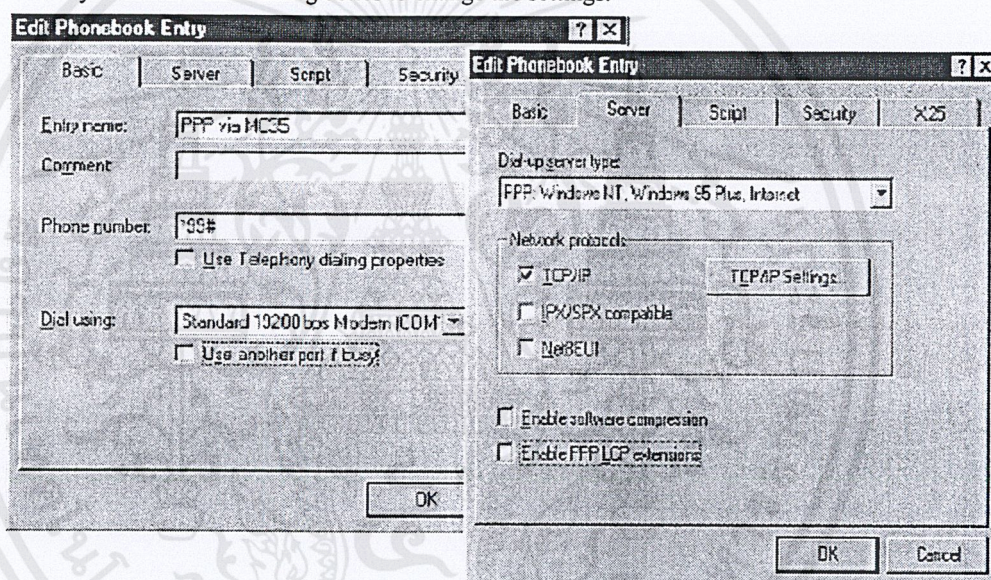 Edit Phonebook Entry
Basic Server Script Security
Entry name: PPP via MC35
Comment:
Phone number: *99#
Use Telephony dialing properties
Dial using: Standard 19200 bps Modem (COM
Use another port if busy
OK
Edit Phonebook Entry
Basic Server Script Security X.25
Dial-up server type:
PPP: Windows NT, Windows 95 Plus, Internet
Network protocols
TCP/IP TCP/IP Settings...
IPX/SPX compatible
NetBEUI
Enable software compression
Enable PPP LCP extensions
OK Cancel